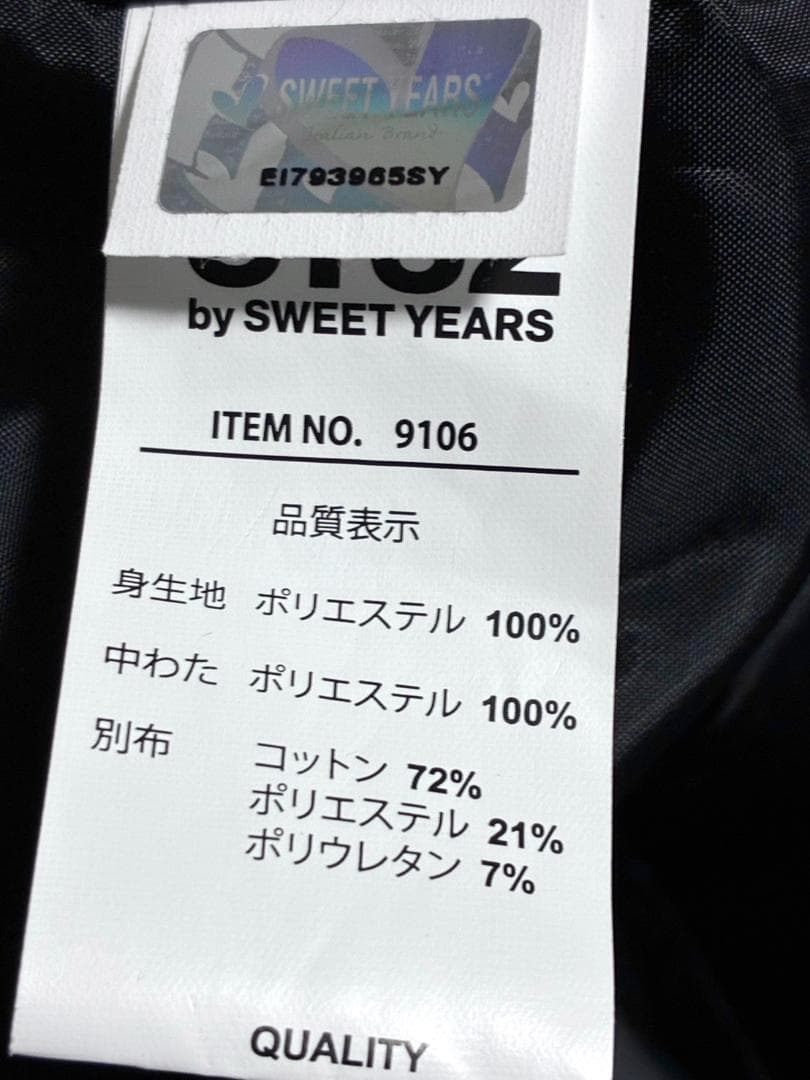 SWEET YEARS
Italian Brand
EI793965SY
by SWEET YEARS
ITEM NO. 9106
品質表示
身生地 ポリエステル 100%
中わた ポリエステル 100%
別布 コットン 72%
ポリエステル 21%
ポリウレタン 7%
QUALITY